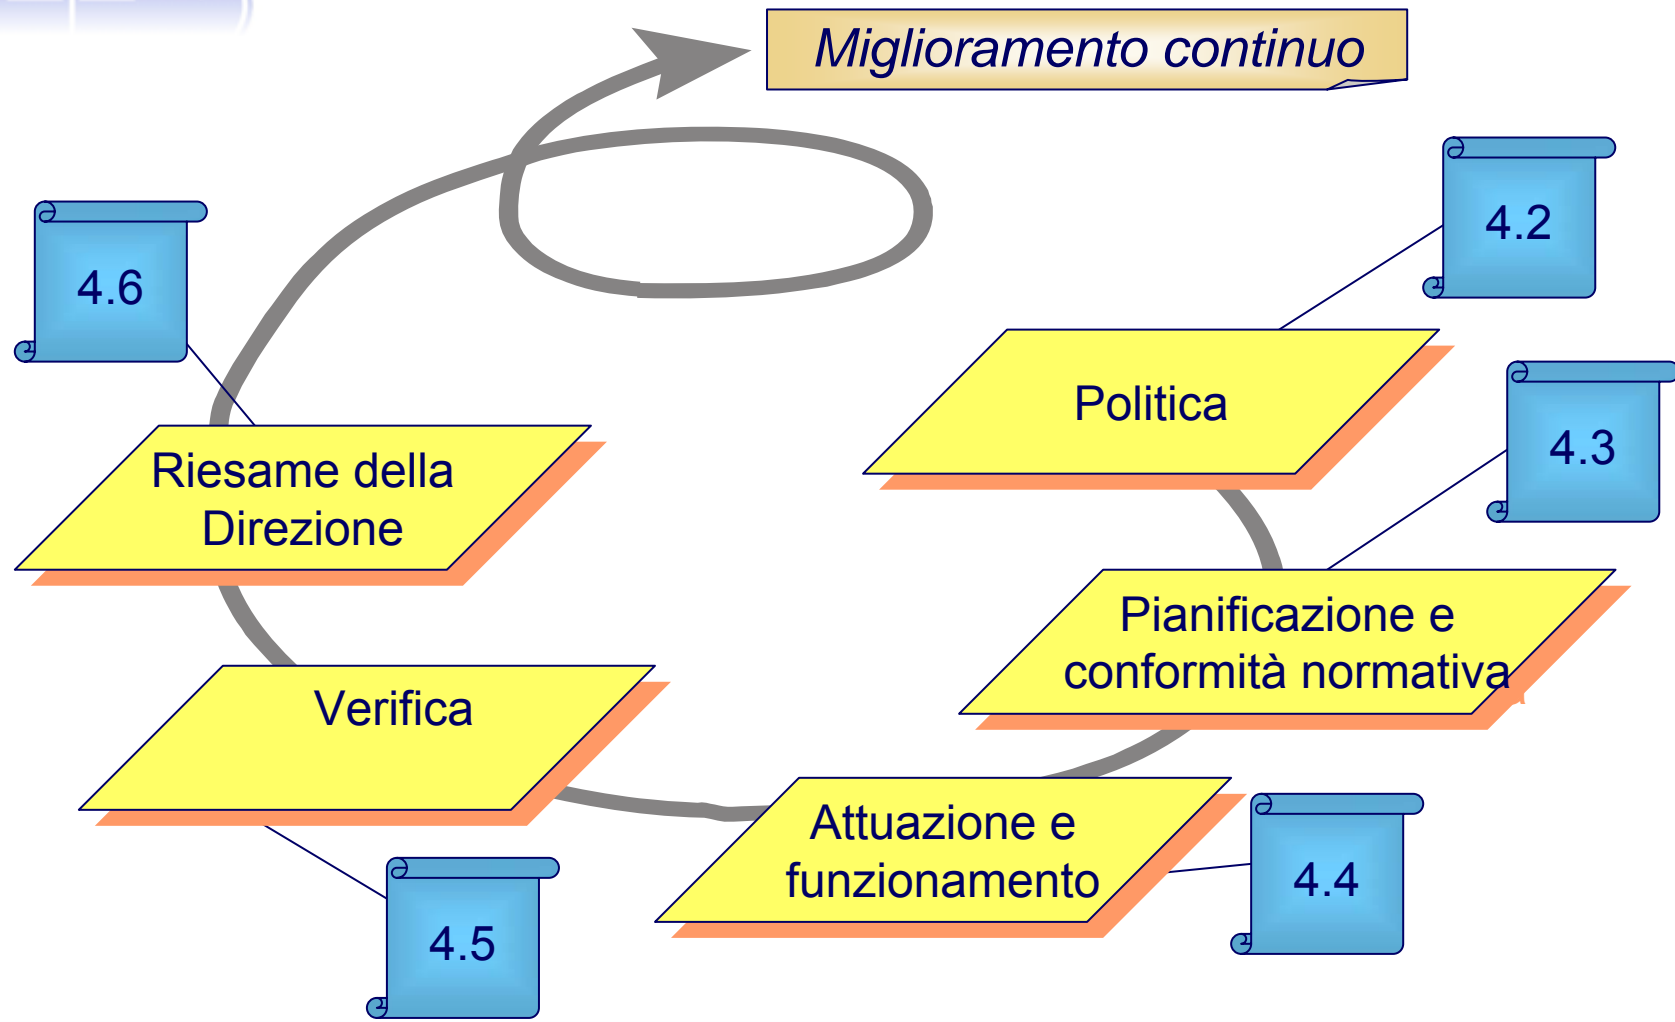 Miglioramento continuo
4.2
4.6
Politica
4.3
Riesame della
Direzione
Pianificazione e
conformità normativa
Verifica
Attuazione e
funzionamento
4.4
4.5